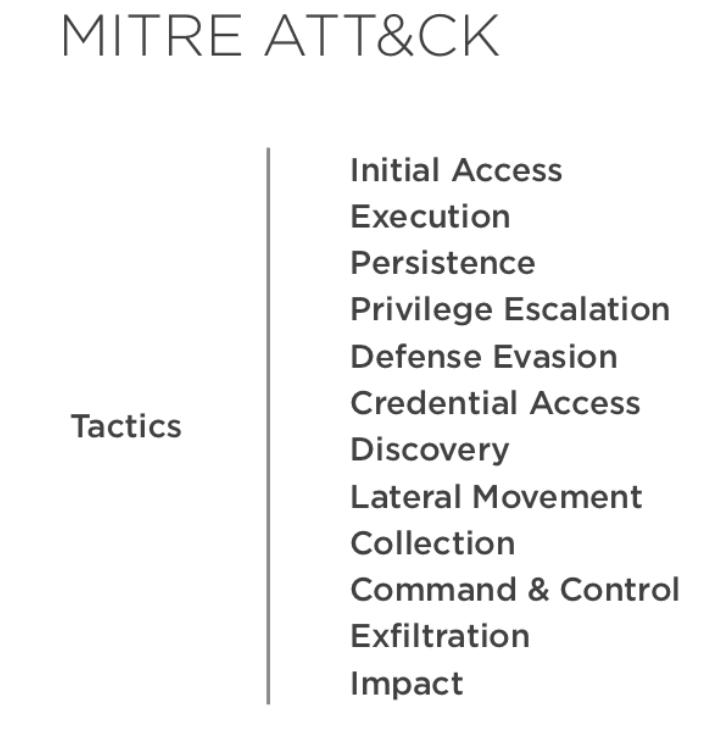 MITRE ATT&CK
Tactics
Initial Access
Execution
Persistence
Privilege Escalation
Defense Evasion
Credential Access
Discovery
Lateral Movement
Collection
Command & Control
Exfiltration
Impact